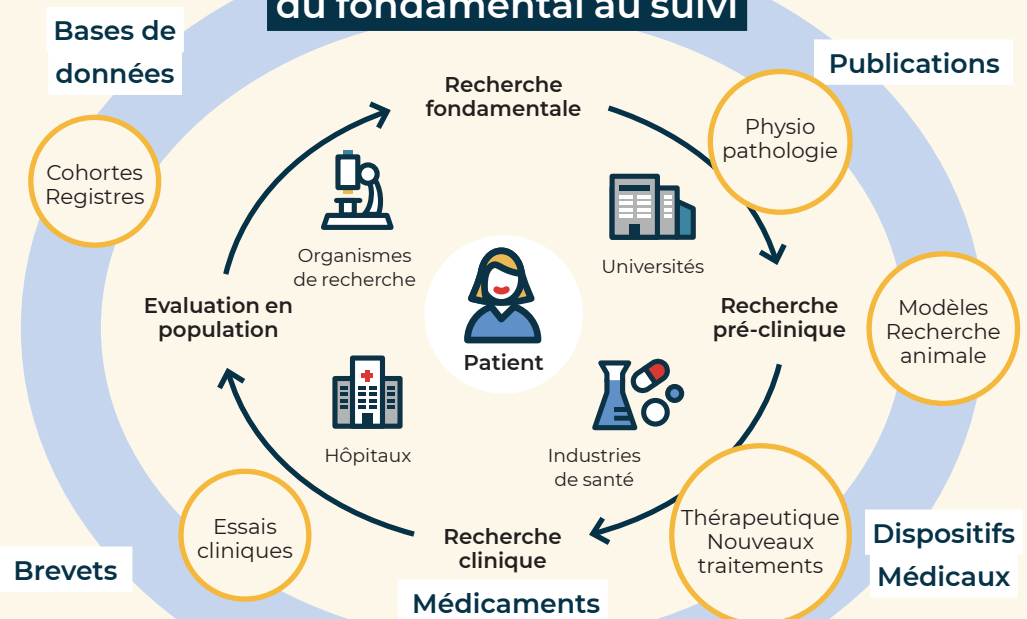 du fondamental au suivi
Bases de
données
Publications
Recherche
fondamentale
Physio
pathologie
Cohortes
Registres
Organismes
de recherche
Universités
Evaluation en
population
Patient
Recherche
pré-clinique
Modèles
Recherche
animale
Hôpitaux
Industries
de santé
Essais
cliniques
Recherche
clinique
Thérapeutique
Nouveaux
traitements
Dispositifs
Médicaux
Brevets
Médicaments